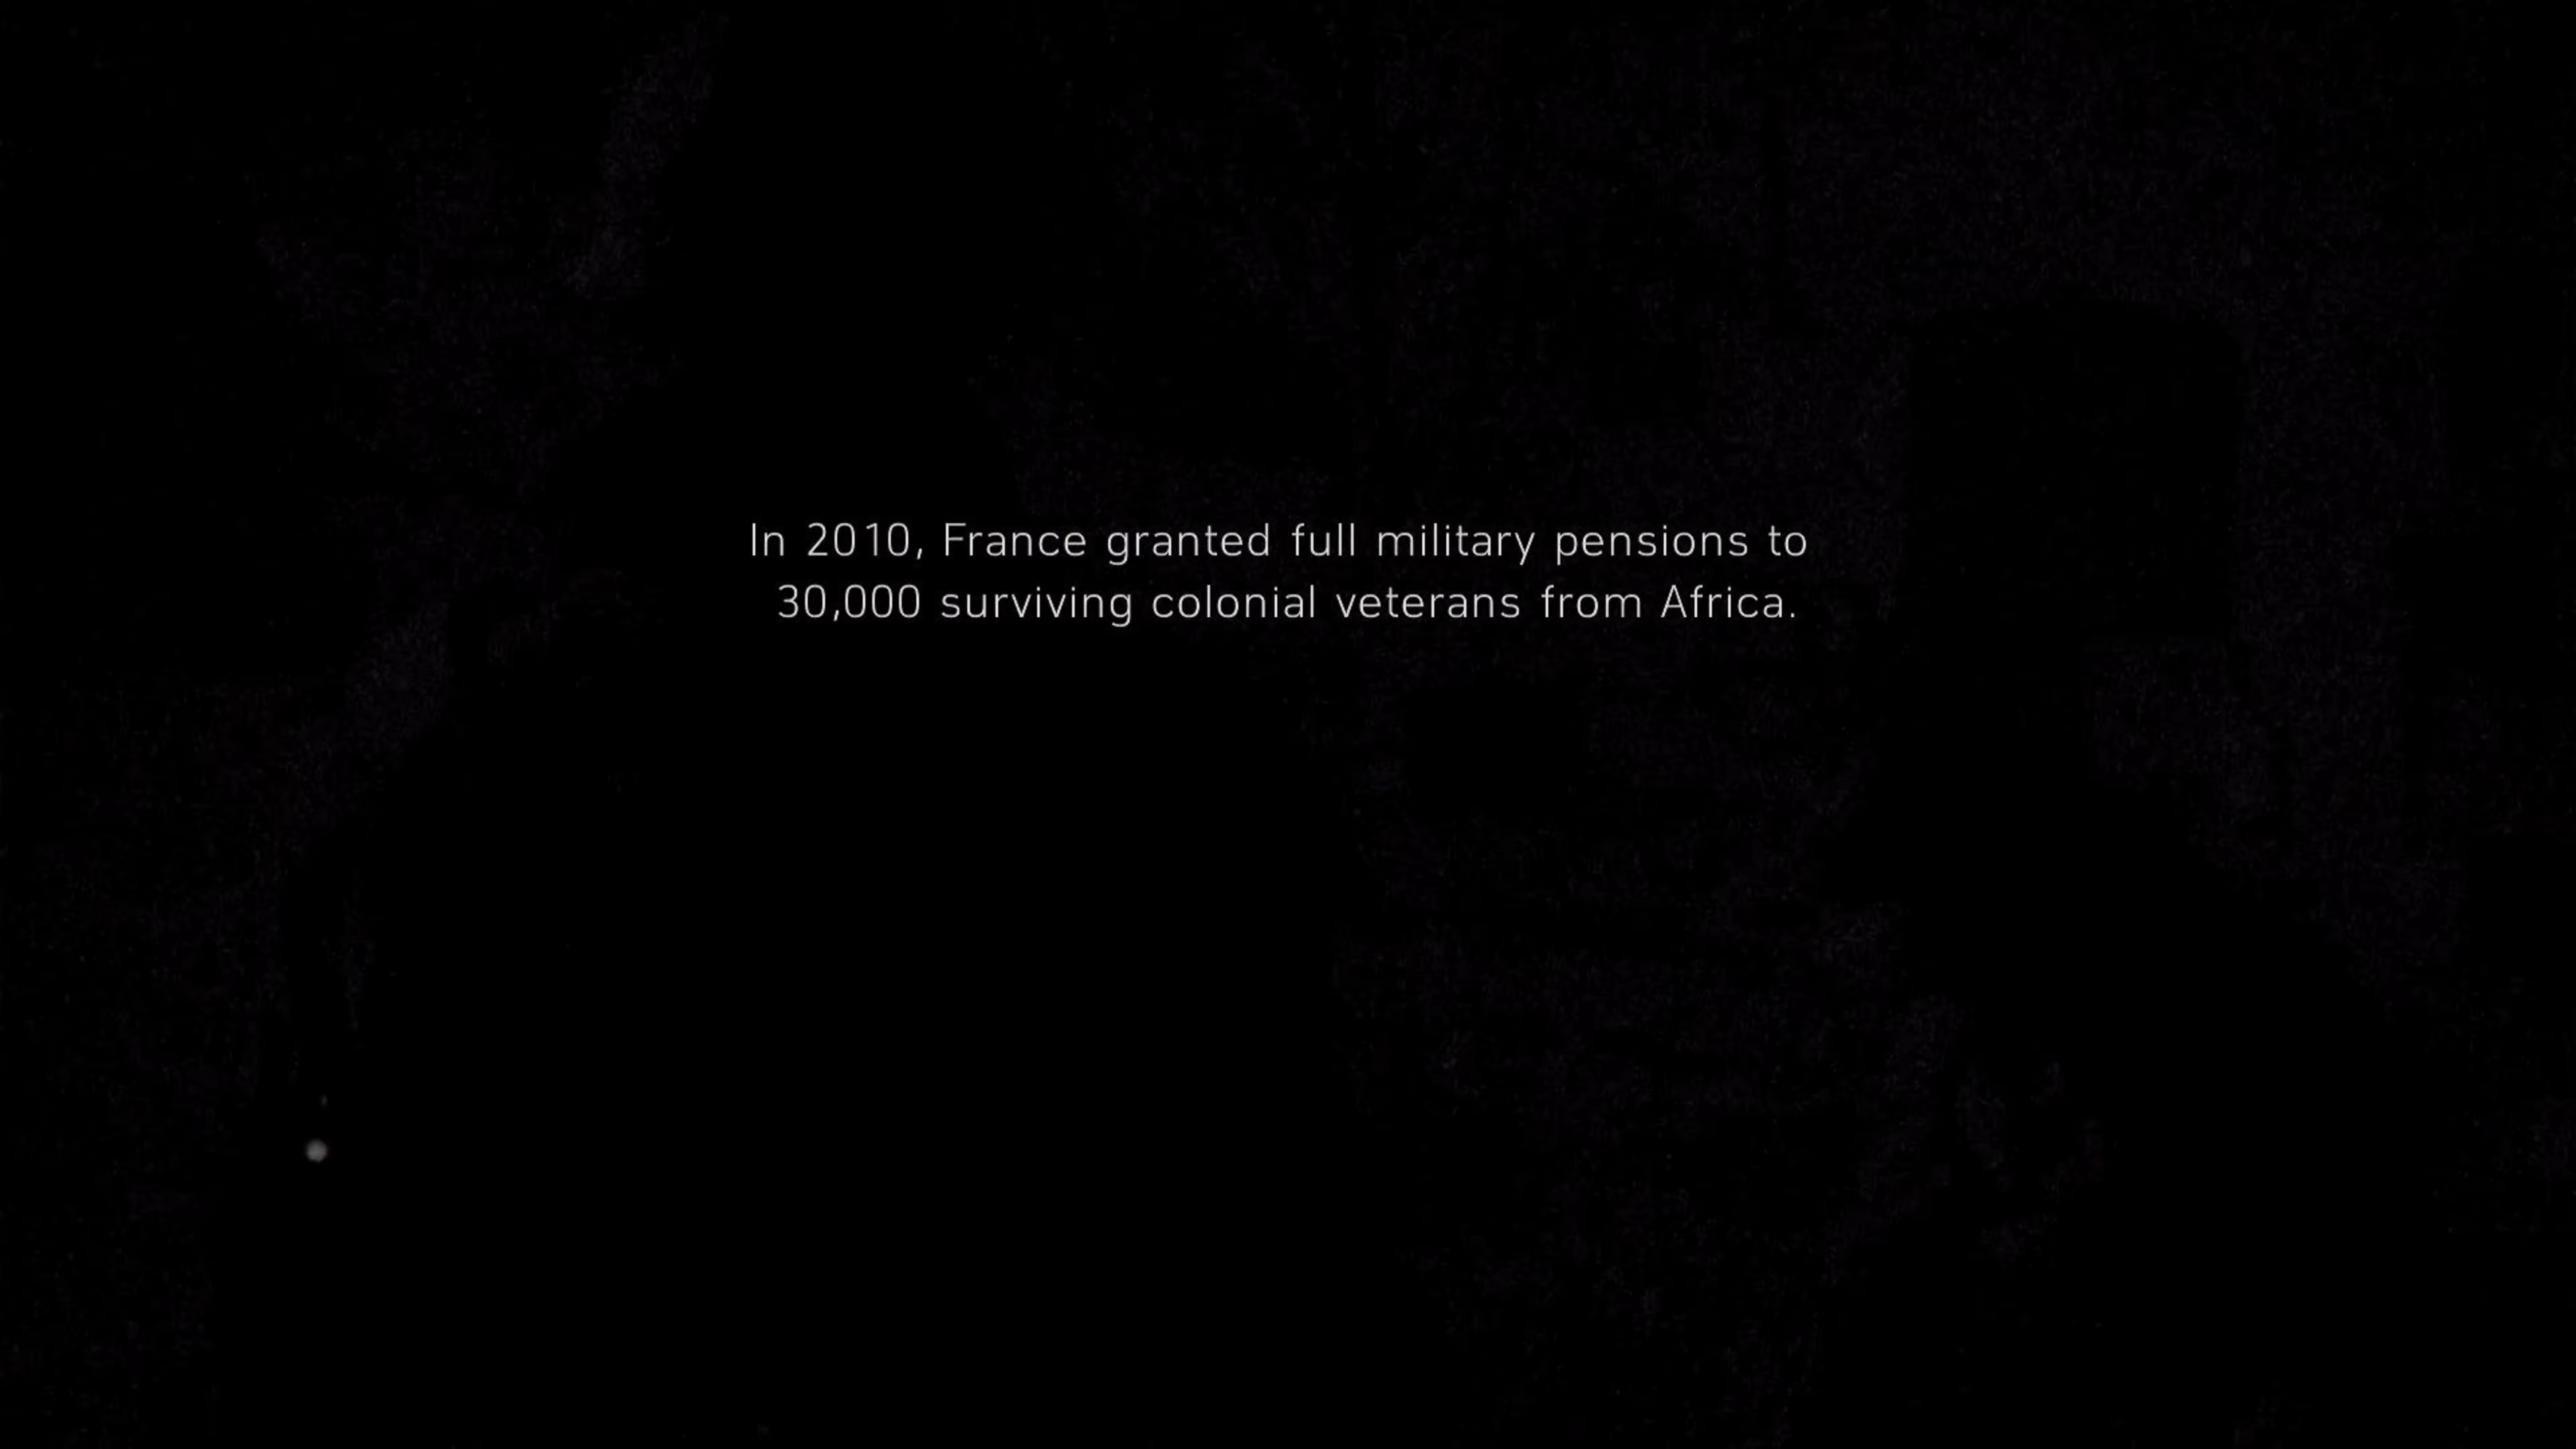 In 2010, France granted full military pensions to
30,000 surviving colonial veterans from Africa.